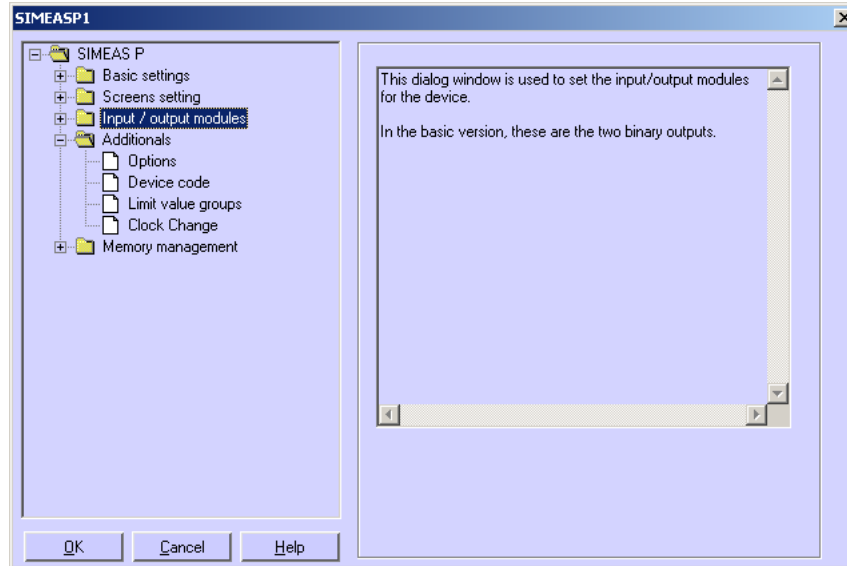 SIMEASP1
SIMEAS P
Basic settings
Screens setting
Input / output modules
Additionals
Options
Device code
Limit value groups
Clock Change
Memory management
This dialog window is used to set the input/output modules
for the device.
In the basic version, these are the two binary outputs.
OK
Cancel
Help